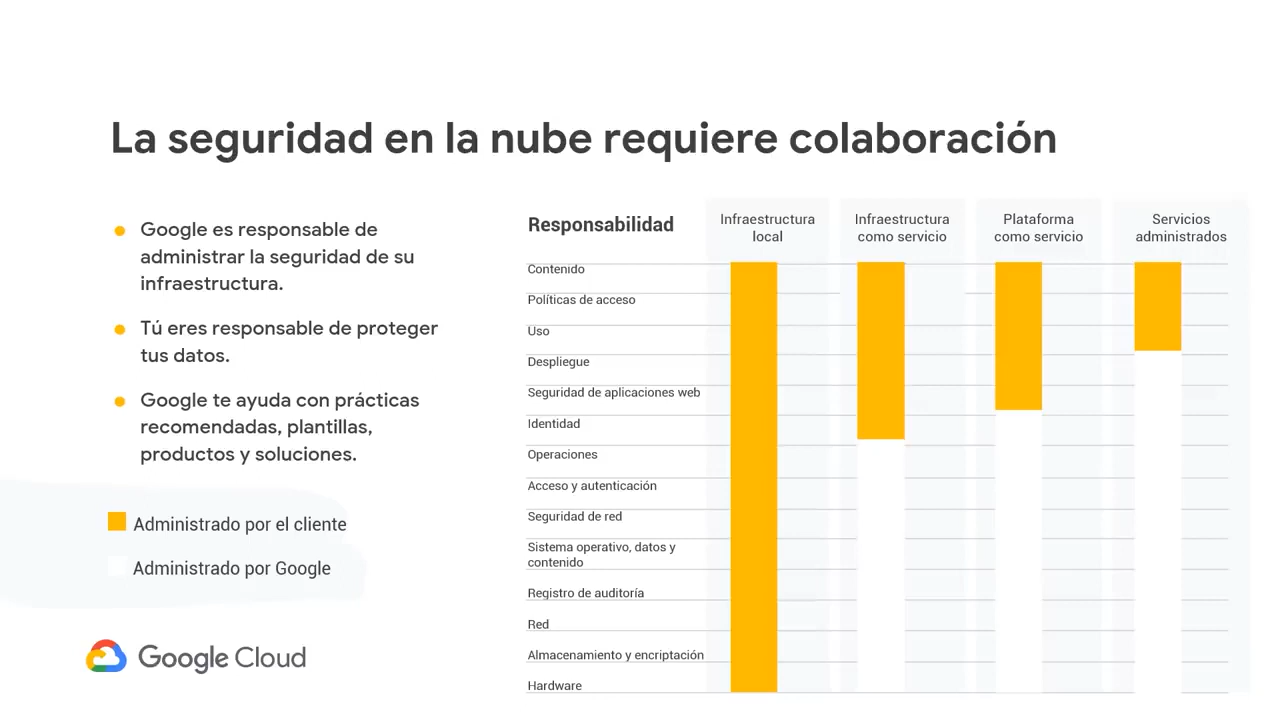 La seguridad en la nube requiere colaboración
Google es responsable de
administrar la seguridad de su
infraestructura.
Tú eres responsable de proteger
tus datos.
Google te ayuda con prácticas
recomendadas, plantillas,
productos y soluciones.
Administrado por el cliente
Administrado por Google
Google Cloud
Responsabilidad
Infraestructura
local
Infraestructura
como servicio
Plataforma
como servicio
Servicios
administrados
Contenido
Políticas de acceso
Uso
Despliegue
Seguridad de aplicaciones web
Identidad
Operaciones
Acceso y autenticación
Seguridad de red
Sistema operativo, datos y
contenido
Registro de auditoría
Red
Almacenamiento y encriptación
Hardware